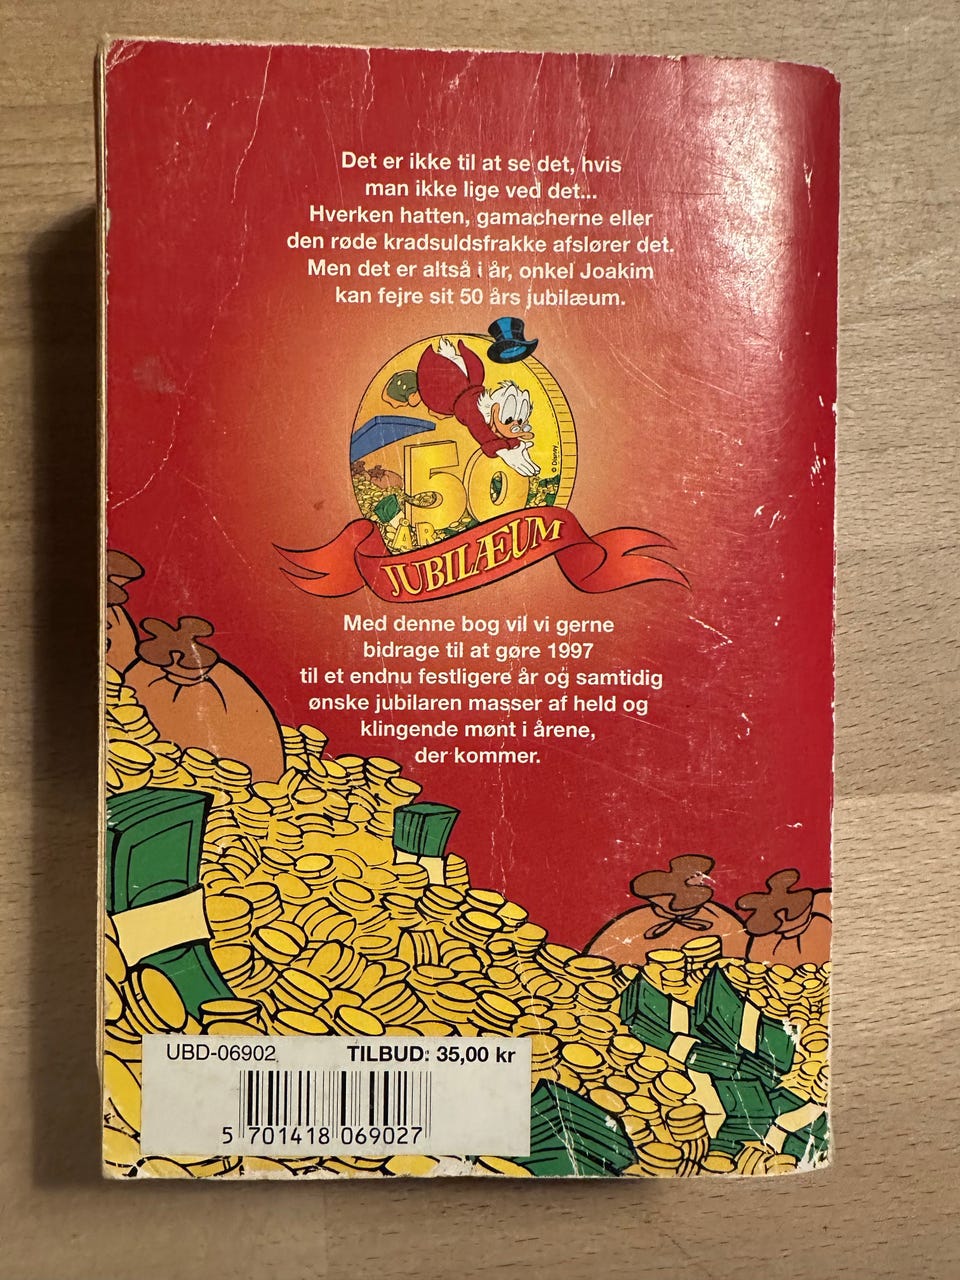 Det er ikke til at se det, hvis
man ikke lige ved det...
Hverken hatten, gamacherne eller
den røde kradsuldsfrakke afslører det.
Men det er altså i år, onkel Joakim
kan fejre sit 50 års jubilæum.
© Disney
50
ÅR
JUBILÆUM
Med denne bog vil vi gerne
bidrage til at gøre 1997
til et endnu festligere år og samtidig
ønske jubilaren masser af held og
klingende mønt i årene,
der kommer.
UBD-06902 TILBUD: 35,00 kr
5 701418 069027